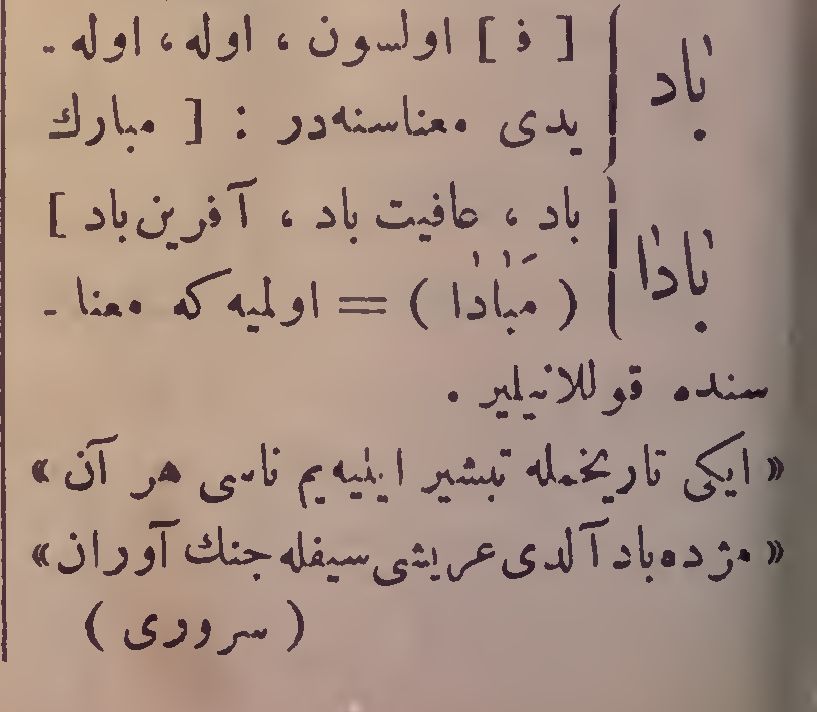 بٰاد
[ ف ] اولسون ، اوله ، اوله ـ
يدى معناسنه‌در : [ مبارك
بٰادٰا
باد ، عافيت باد ، آفرين باد ]
( مَبٰادٰا ) = اوليه كه معنا ـ
سنده قوللانيلير .
« ايكى تاريخمله تبشير ايليه‌يم ناسى هر آن »
« مژده باد آلدى عريشى سيفله جنك آوران »
( سرورى )